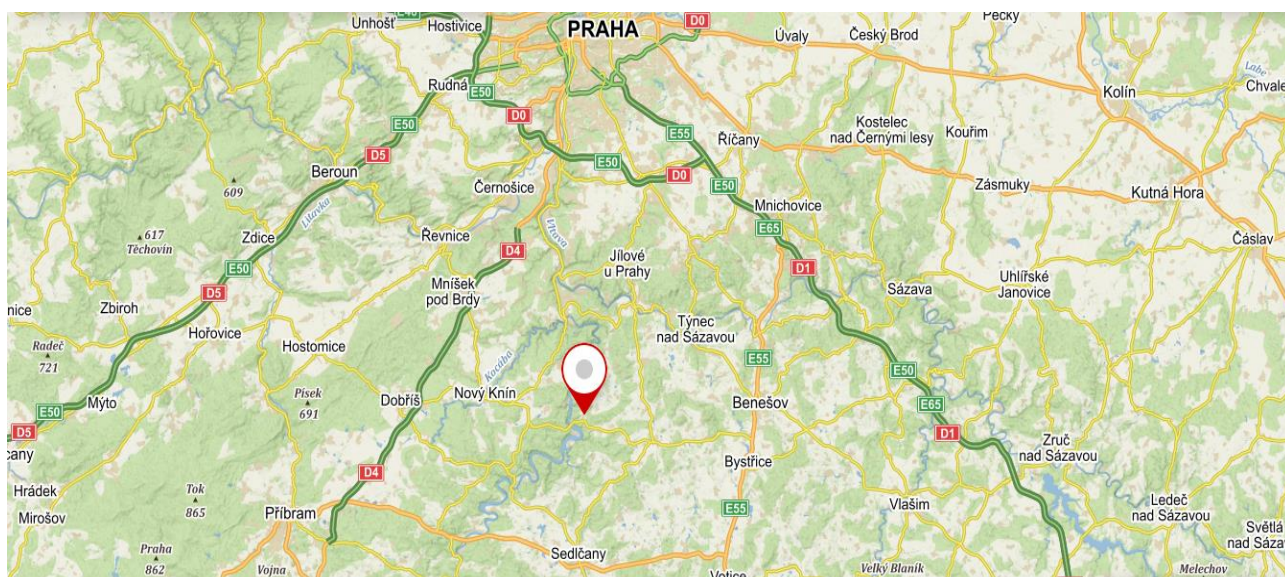 Unhošť
E48
Hostivice
PRAHA
D0
Pečky
Úvaly
Český Brod
Rudná
E50
Labe
Kolín
Chvale
D0
E55
Kostelec
nad Černými lesy
Kouřim
E50
D5
Říčany
E50
D0
E50
Beroun
Černošice
Zásmuky
Kutná Hora
609
Mnichovice
Litavka
Vltava
E65
617
Těchovín
Zdice
Řevnice
D4
Čáslav
Jílové
u Prahy
D1
E50
Mníšek
pod Brdy
Uhlířské
Janovice
Sázava
D5
nice
Zbiroh
Hořovice
Týnec
nad Sázavou
Hostomice
Radeč
721
Kocába
E55
E50
Písek
691
Dobříš
Nový Knín
Benešov
E65
Mýto
E50
D5
cany
D1
Zruč
nad Sázavou
Bystřice
D4
Hrádek
Tok
865
Vlašim
Ledeč
nad Sázavou
Mirošov
Příbram
E55
Světlá
nad Sáza
Praha
862
Sedlčany
Vojna
Votice
Velký Blaník
Melechov